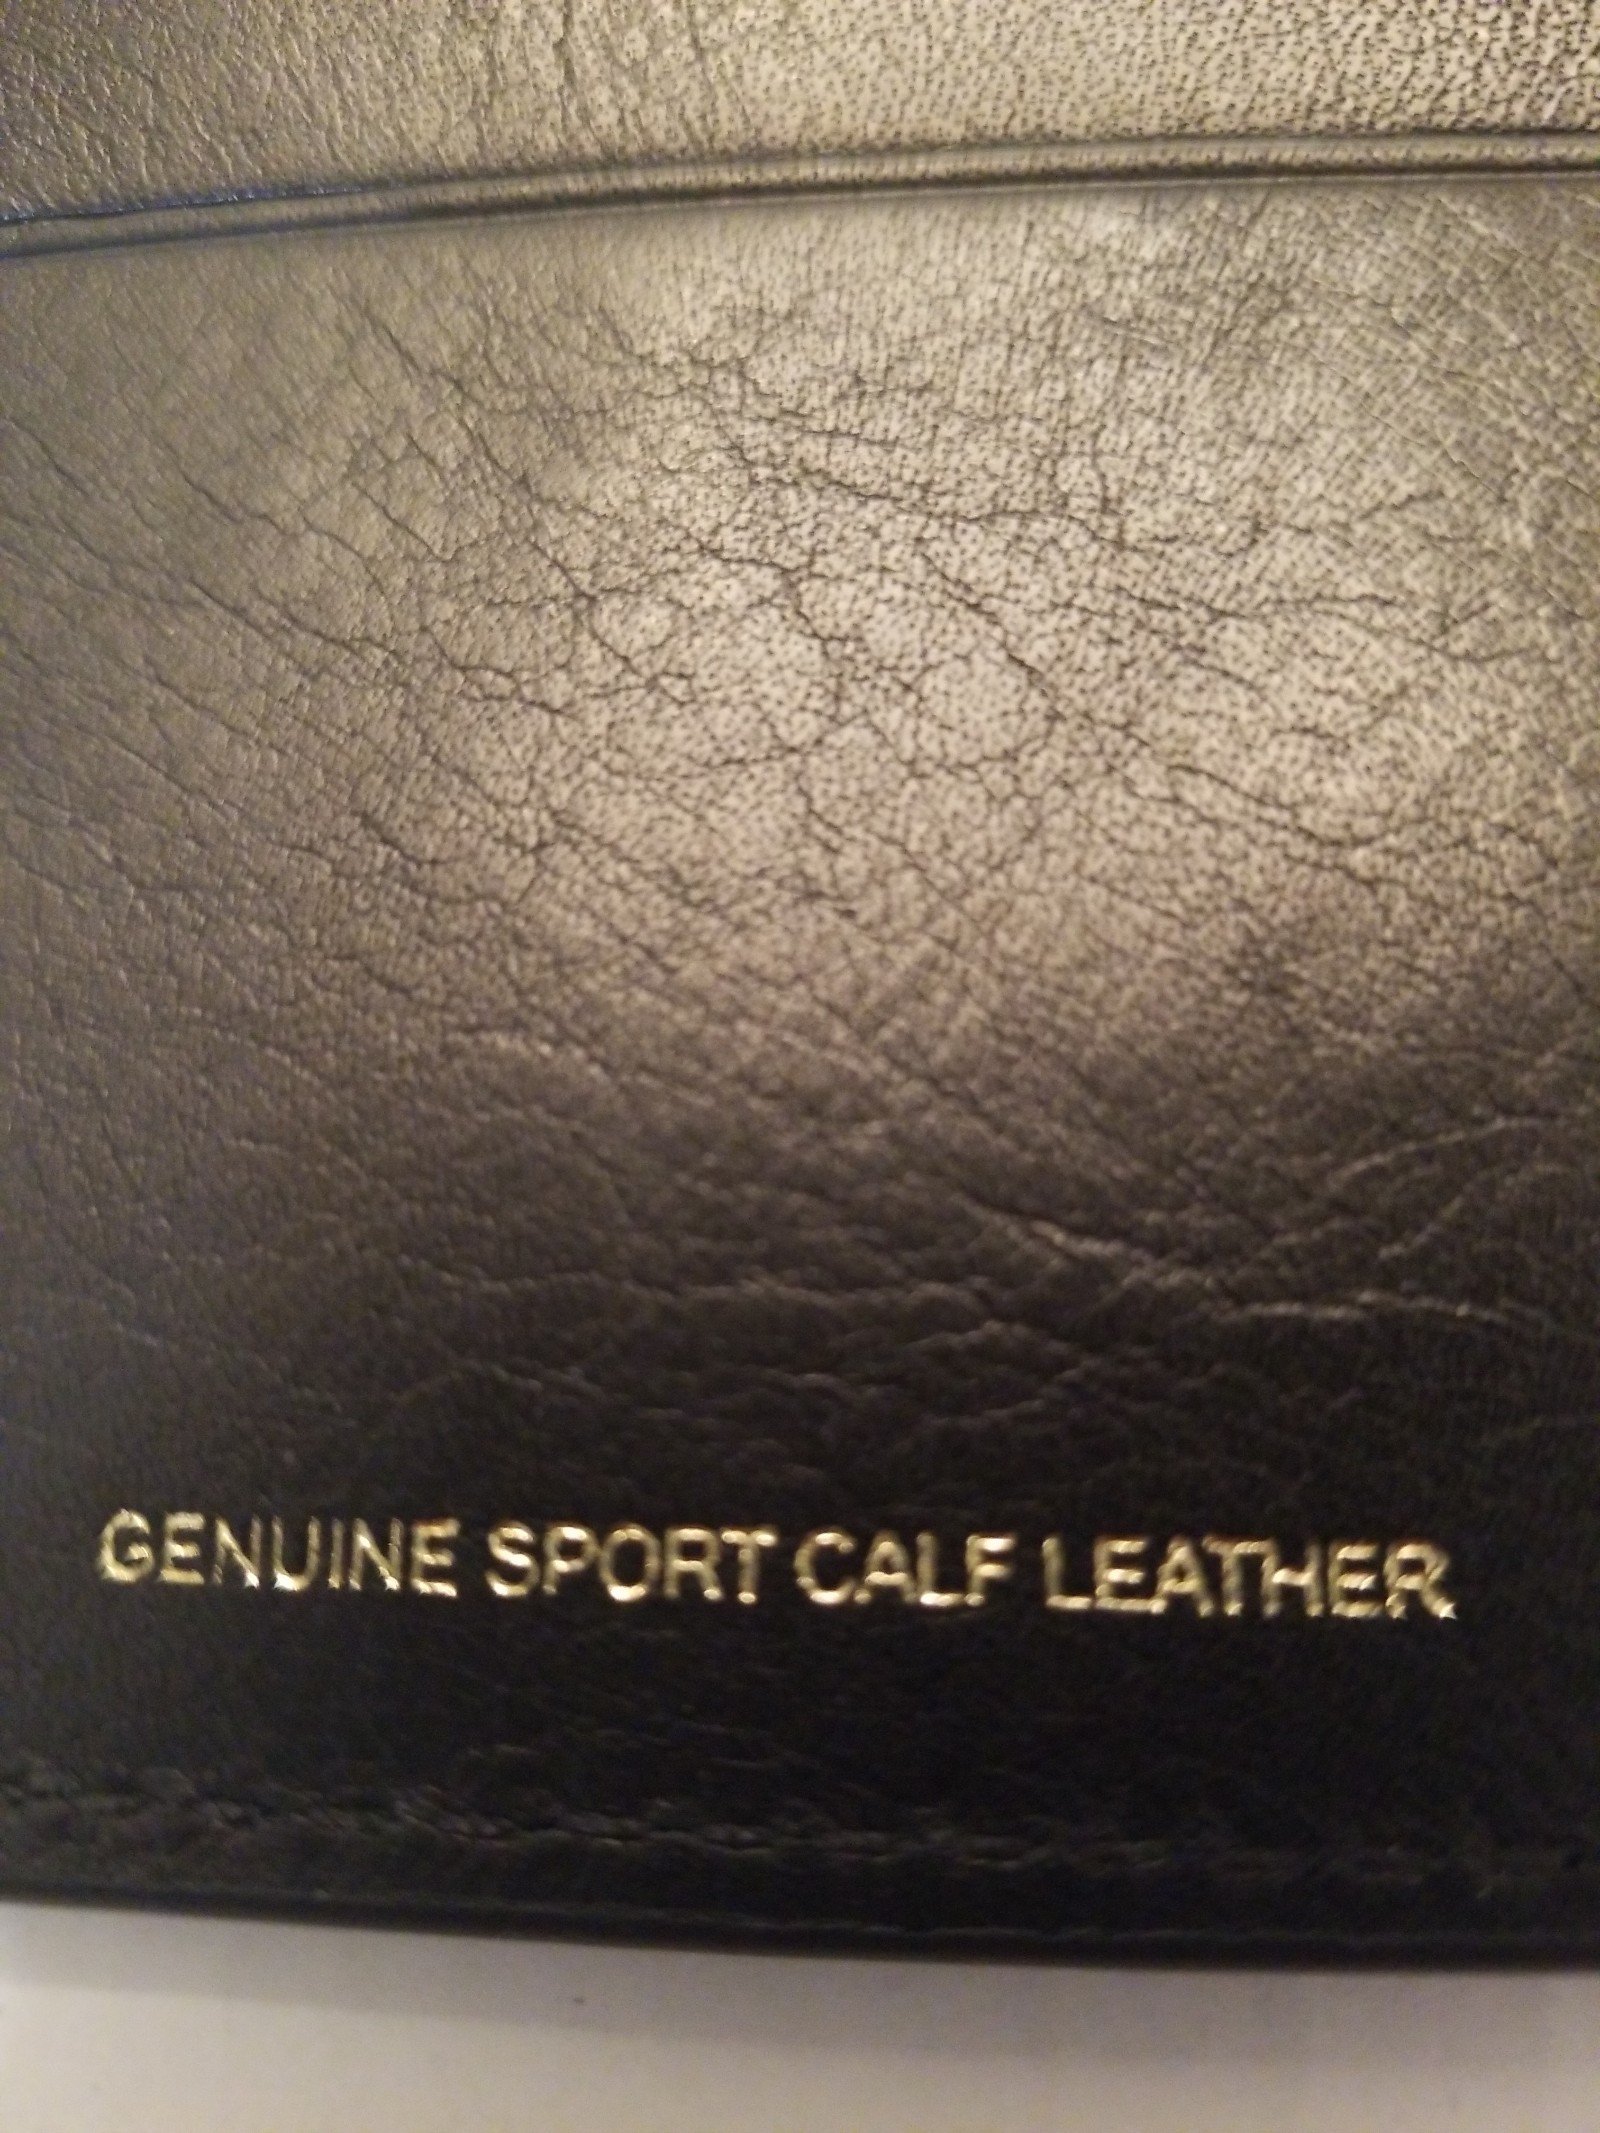 GENUINE SPORT CALF LEATHER